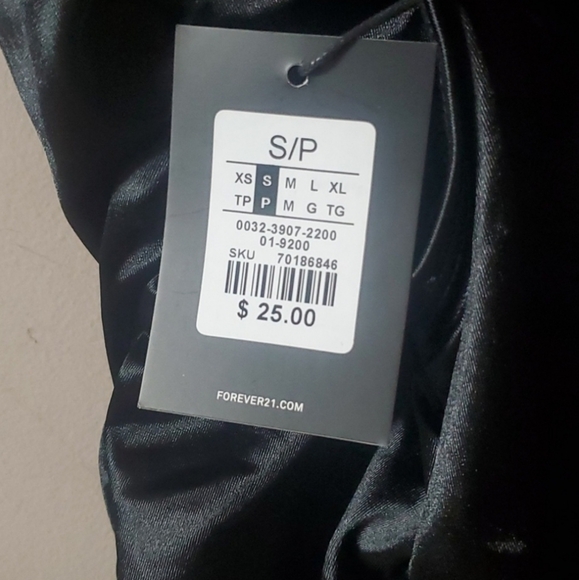 S/P
XS S M L XL
TP P M G TG
0032-3907-2200
01-9200
SKU 70186846
$ 25.00
FOREVER21.COM